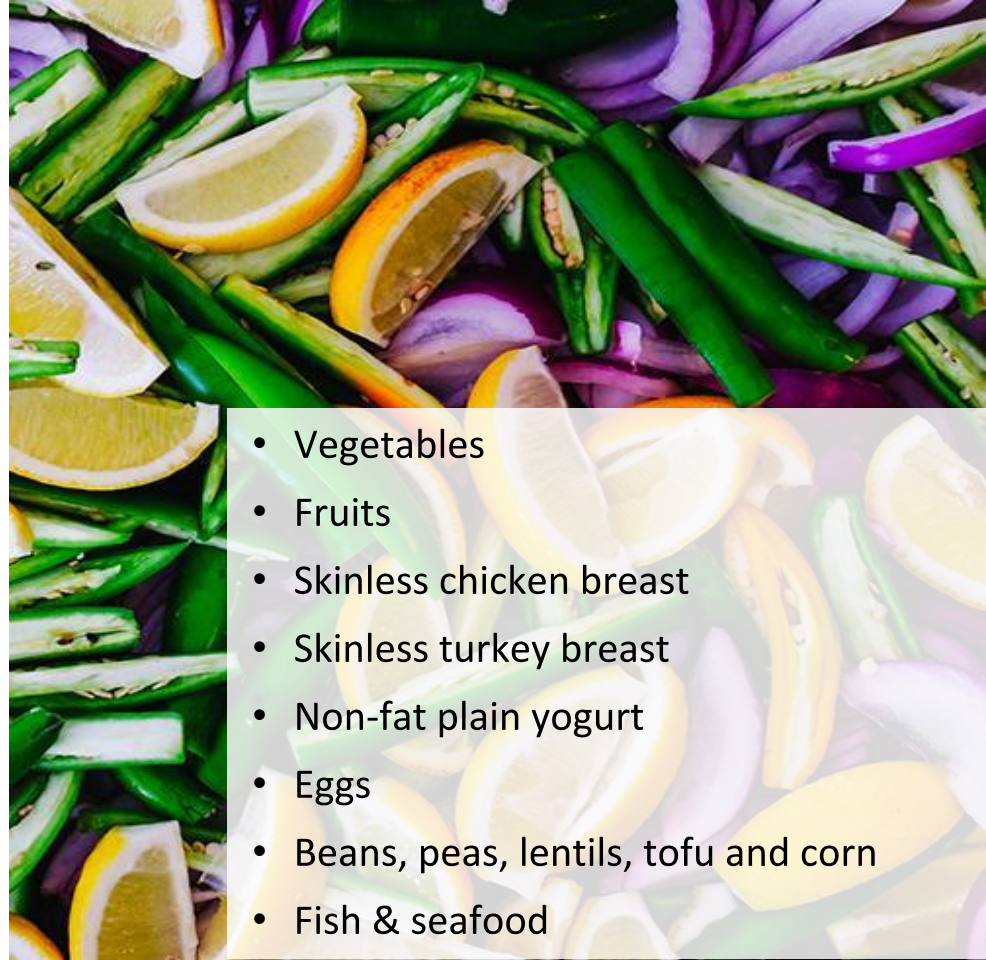 • Vegetables
• Fruits
• Skinless chicken breast
• Skinless turkey breast
• Non-fat plain yogurt
• Eggs
• Beans, peas, lentils, tofu and corn
• Fish & seafood